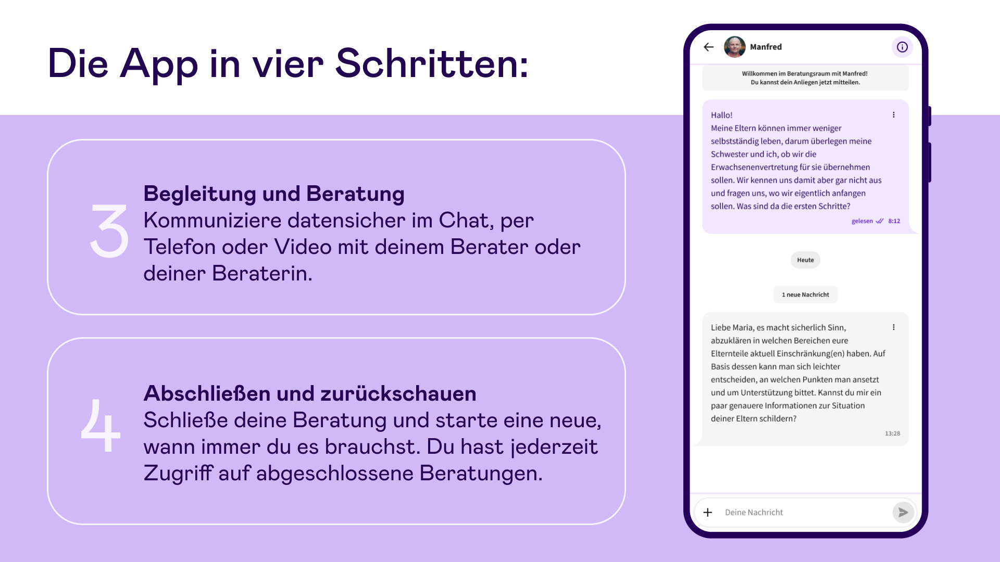 Die App in vier Schritten:
3
Begleitung und Beratung
Kommuniziere datensicher im Chat, per
Telefon oder Video mit deinem Berater oder
deiner Beraterin.
4
Abschließen und zurückschauen
Schließe deine Beratung und starte eine neue,
wann immer du es brauchst. Du hast jederzeit
Zugriff auf abgeschlossene Beratungen.
Manfred
Willkommen im Beratungsraum mit Manfred!
Du kannst dein Anliegen jetzt mitteilen.
Hallo!
Meine Eltern können immer weniger
selbstständig leben, darum überlegen meine
Schwester und ich, ob wir die
Erwachsenenvertretung für sie übernehmen
sollen. Wir kennen uns damit aber gar nicht aus
und fragen uns, wo wir eigentlich anfangen
sollen. Was sind da die ersten Schritte?
gelesen 8:12
Heute
1 neue Nachricht
Liebe Maria, es macht sicherlich Sinn,
abzuklären in welchen Bereichen eure
Elternteile aktuell Einschränkung(en) haben. Auf
Basis dessen kann man sich leichter
entscheiden, an welchen Punkten man ansetzt
und um Unterstützung bittet. Kannst du mir ein
paar genauere Informationen zur Situation
deiner Eltern schildern?
13:28
Deine Nachricht